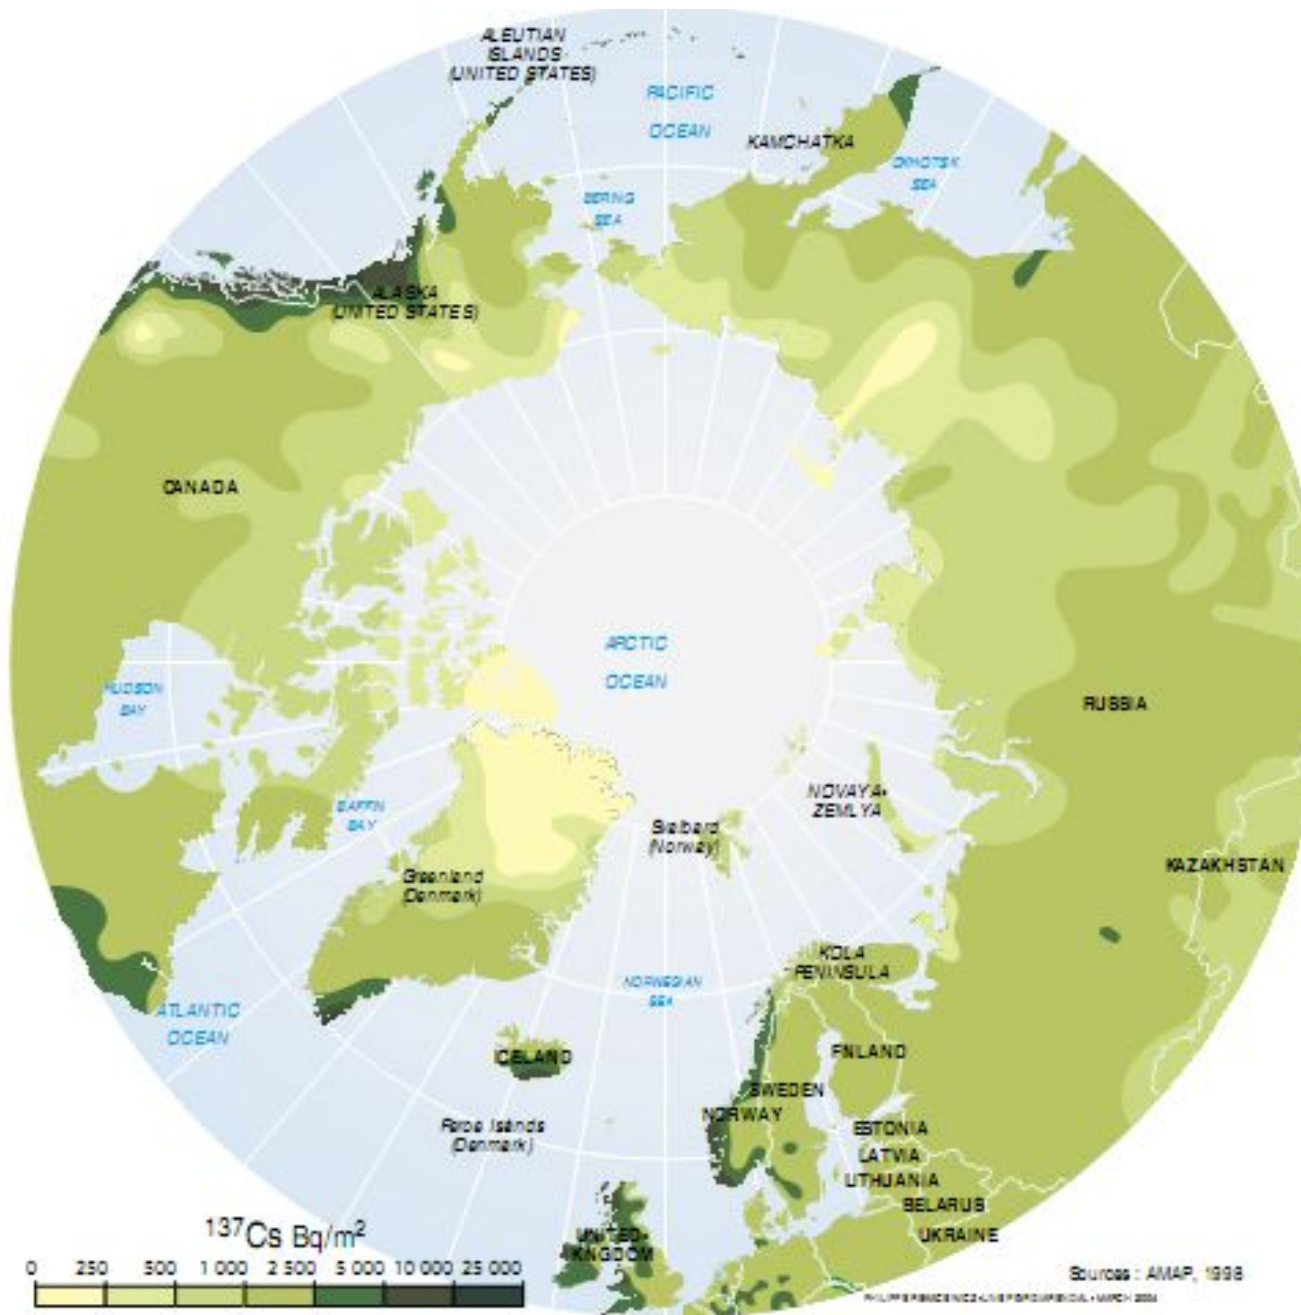 ALEUTIAN
ISLANDS
(UNITED STATES)
PACIFIC
OCEAN
KAMCHATKA
OKHOTSK
SEA
BERING
SEA
ALASKA
(UNITED STATES)
CANADA
ARCTIC
OCEAN
HUDSON
BAY
RUSSIA
BAFFIN
BAY
NOVAYA-
ZEMLYA
Svalbard
(Norway)
KAZAKHSTAN
Greenland
(Denmark)
KOLA
PENINSULA
NORWEGIAN
SEA
ATLANTIC
OCEAN
ICELAND
FINLAND
SWEDEN
NORWAY
Feroe Islands
(Denmark)
ESTONIA
LATVIA
LITHUANIA
BELARUS
UKRAINE
UNITED-
KINGDOM
137Cs Bq/m²
0 250 500 1 000 2 500 5 000 10 000 25 000
Sources : AMAP, 1998